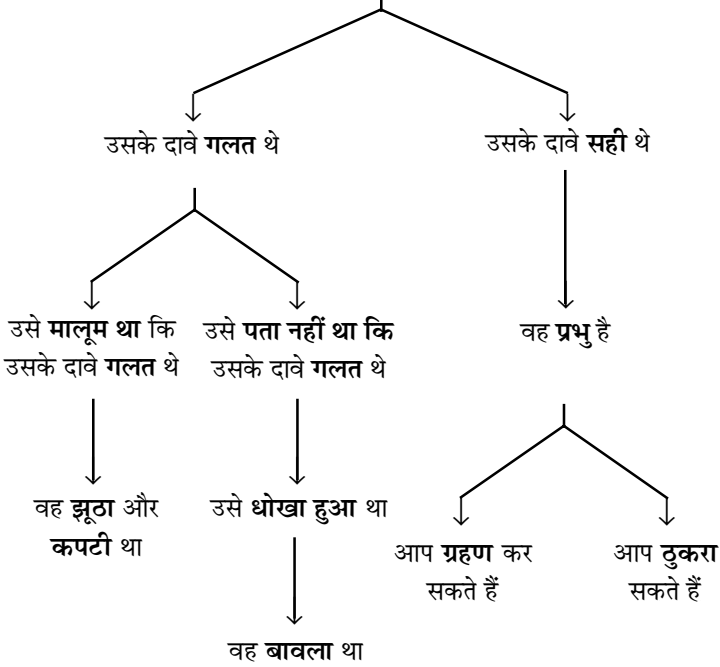 उसके दावे गलत थे
उसके दावे सही थे
उसे मालूम था कि
उसके दावे गलत थे
उसे पता नहीं था कि
उसके दावे गलत थे
वह प्रभु है
वह झूठा और
कपटी था
उसे धोखा हुआ था
आप ग्रहण कर
सकते हैं
आप ठुकरा
सकते हैं
वह बावला था